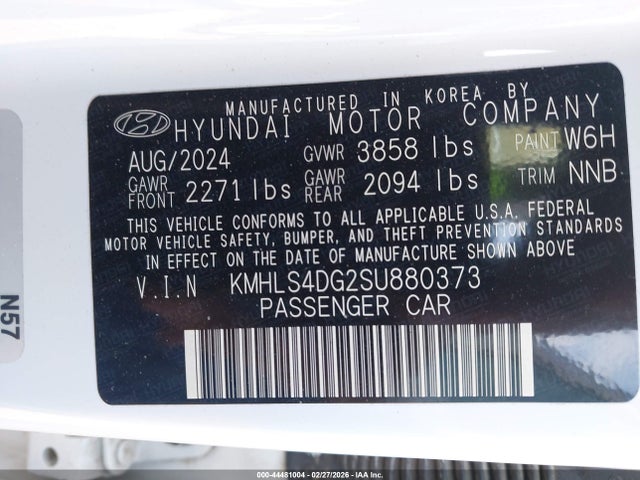 MANUFACTURED IN KOREA BY
HYUNDAI MOTOR COMPANY
AUG/2024 GVWR 3858 lbs PAINT W6H
GAWR FRONT 2271 lbs GAWR REAR 2094 lbs TRIM NNB
THIS VEHICLE CONFORMS TO ALL APPLICABLE U.S.A. FEDERAL
MOTOR VEHICLE SAFETY, BUMPER, AND THEFT PREVENTION STANDARDS
IN EFFECT ON THE DATE OF MANUFACTURE SHOWN ABOVE
V.I.N KMHLS4DG2SU880373
PASSENGER CAR
N57
000-44481004 - 02/27/2026 - IAA Inc.